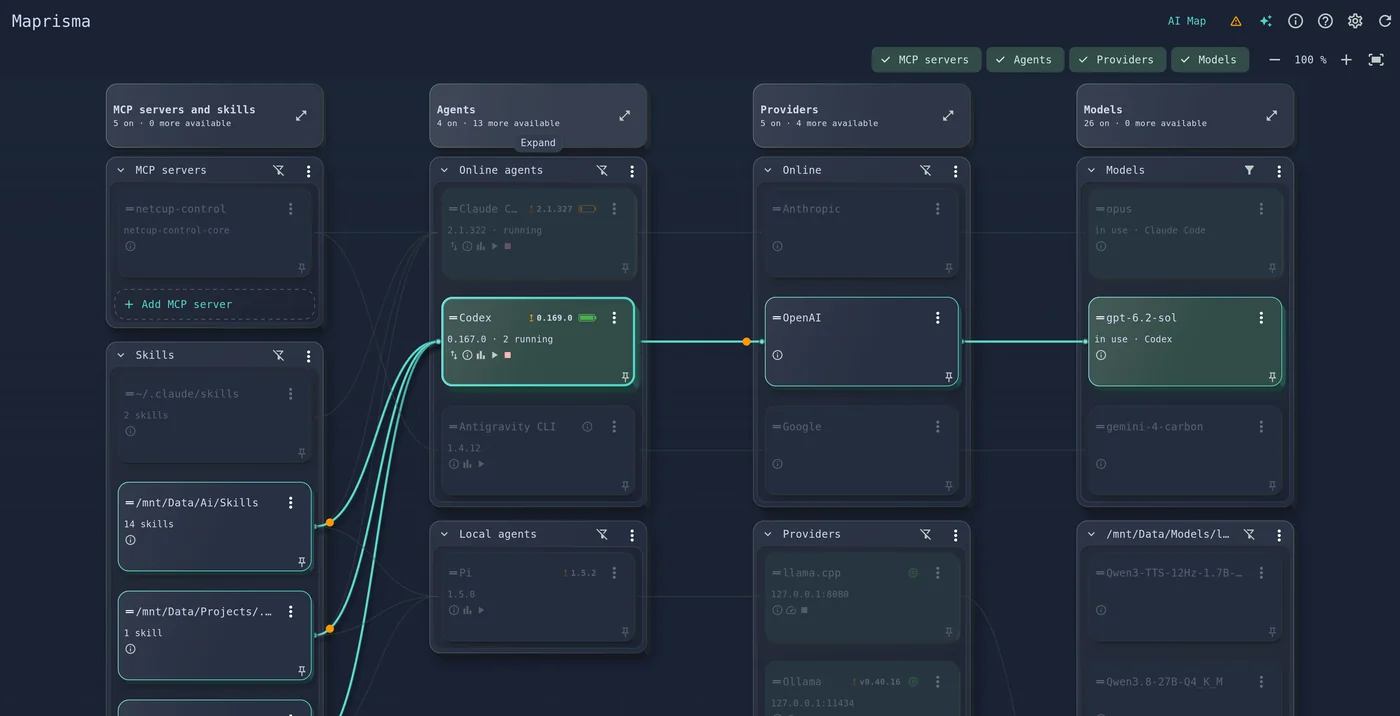 Maprisma
AI Map
MCP servers
Agents
Providers
Models
100 %
MCP servers and skills
5 on · 0 more available
Agents
4 on · 13 more available
Providers
5 on · 4 more available
Models
26 on · 0 more available
Expand
MCP servers
netcup-control
netcup-control-core
+ Add MCP server
Skills
~/.claude/skills
2 skills
/mnt/Data/Ai/Skills
14 skills
/mnt/Data/Projects/.…
1 skill
Online agents
Claude C… ! 2.1.327
2.1.322 · running
Codex ! 0.169.0
0.167.0 · 2 running
Antigravity CLI
1.4.12
Local agents
Pi ! 1.5.2
1.5.0
Online
Anthropic
OpenAI
Google
Providers
llama.cpp
127.0.0.1:8080
Ollama ! v0.40.16
127.0.0.1:11434
Models
opus
in use · Claude Code
gpt-6.2-sol
in use · Codex
gemini-4-carbon
/mnt/Data/Models/l…
Qwen3-TTS-12Hz-1.7B-…
Qwen3.8-27B-Q4_K_M